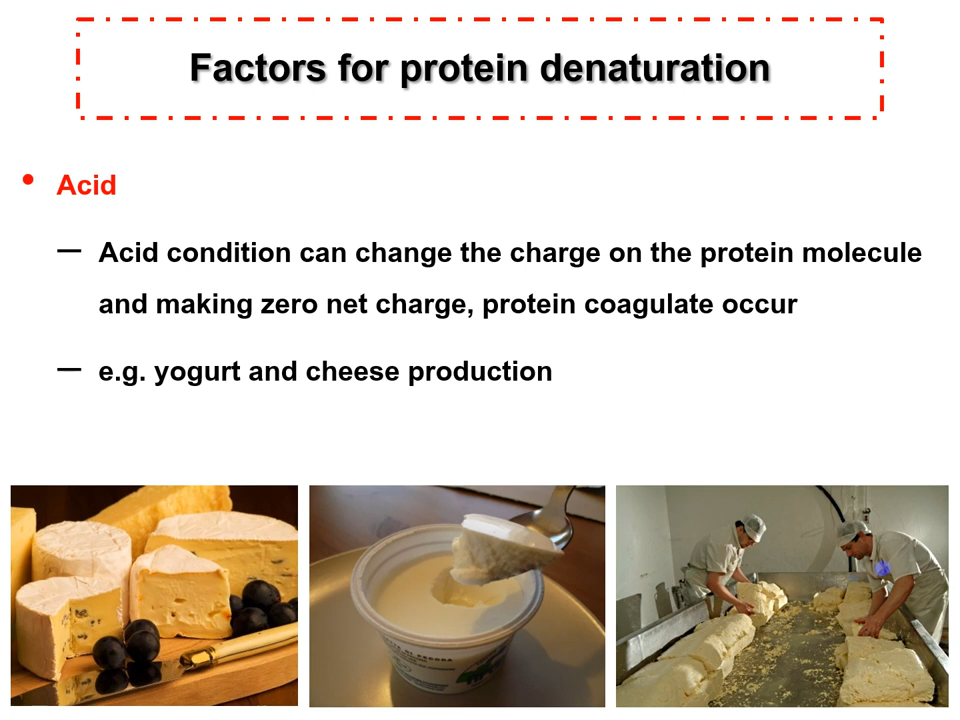 Factors for protein denaturation
• Acid
– Acid condition can change the charge on the protein molecule
and making zero net charge, protein coagulate occur
– e.g. yogurt and cheese production